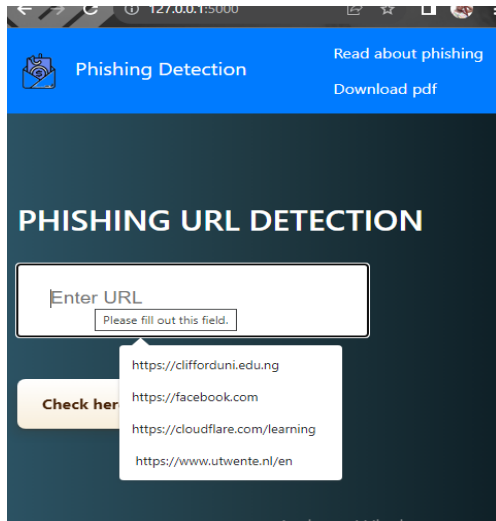 127.0.0.1:5000
Phishing Detection
Read about phishing
Download pdf
PHISHING URL DETECTION
Enter URL
Please fill out this field.
https://clifforduni.edu.ng
https://facebook.com
https://cloudflare.com/learning
https://www.utwente.nl/en
Check her